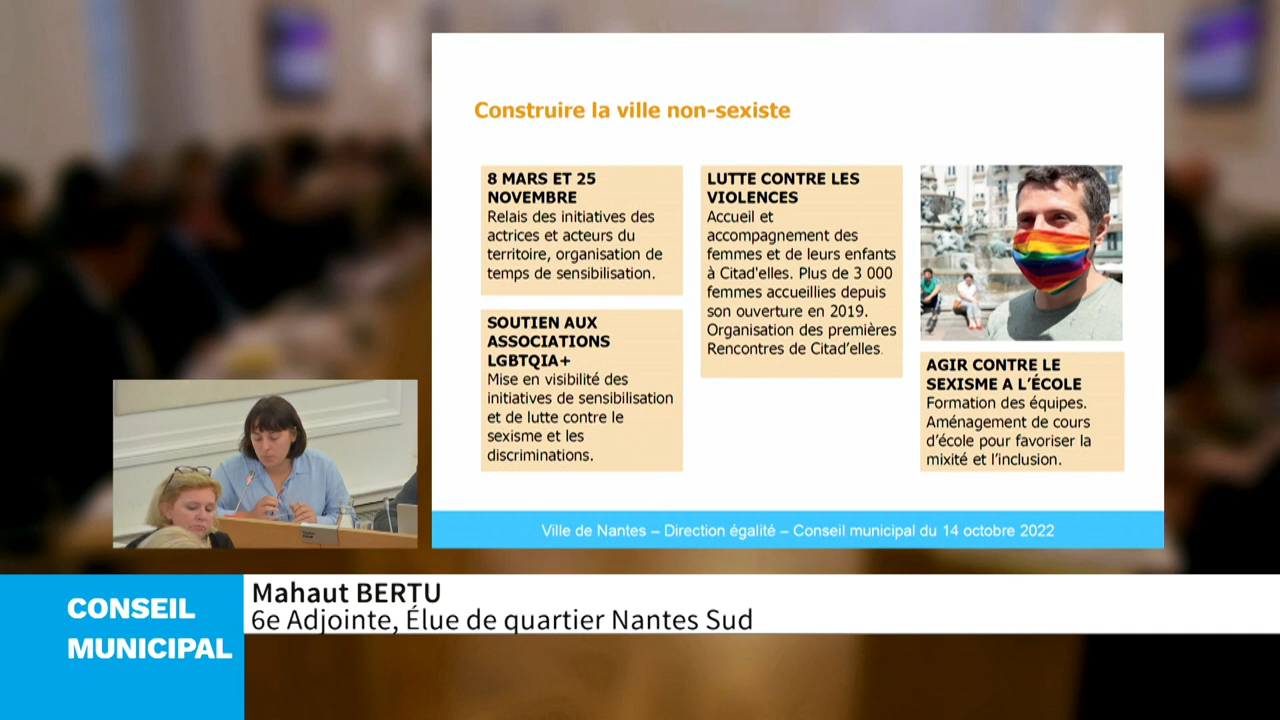 Construire la ville non-sexiste
8 MARS ET 25
NOVEMBRE
Relais des initiatives des
actrices et acteurs du
territoire, organisation de
temps de sensibilisation.
SOUTIEN AUX
ASSOCIATIONS
LGBTQIA+
Mise en visibilité des
initiatives de sensibilisation
et de lutte contre le
sexisme et les
discriminations.
LUTTE CONTRE LES
VIOLENCES
Accueil et
accompagnement des
femmes et de leurs enfants
à Citad'elles. Plus de 3 000
femmes accueillies depuis
son ouverture en 2019.
Organisation des premières
Rencontres de Citad’elles.
AGIR CONTRE LE
SEXISME A L’ÉCOLE
Formation des équipes.
Aménagement de cours
d’école pour favoriser la
mixité et l’inclusion.
Ville de Nantes – Direction égalité – Conseil municipal du 14 octobre 2022
CONSEIL
MUNICIPAL
Mahaut BERTU
6e Adjointe, Élue de quartier Nantes Sud